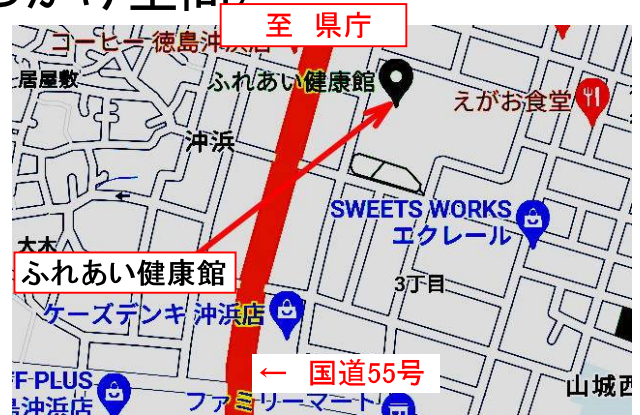 至 県庁
コーヒー 徳島沖浜店
居屋敷
ふれあい健康館
えがお食堂
沖浜
SWEETS WORKS
エクレール
大木
ふれあい健康館
3丁目
ケーズデンキ 沖浜店
← 国道55号
FF-PLUS
沖浜店
ファミリーマート
山城西